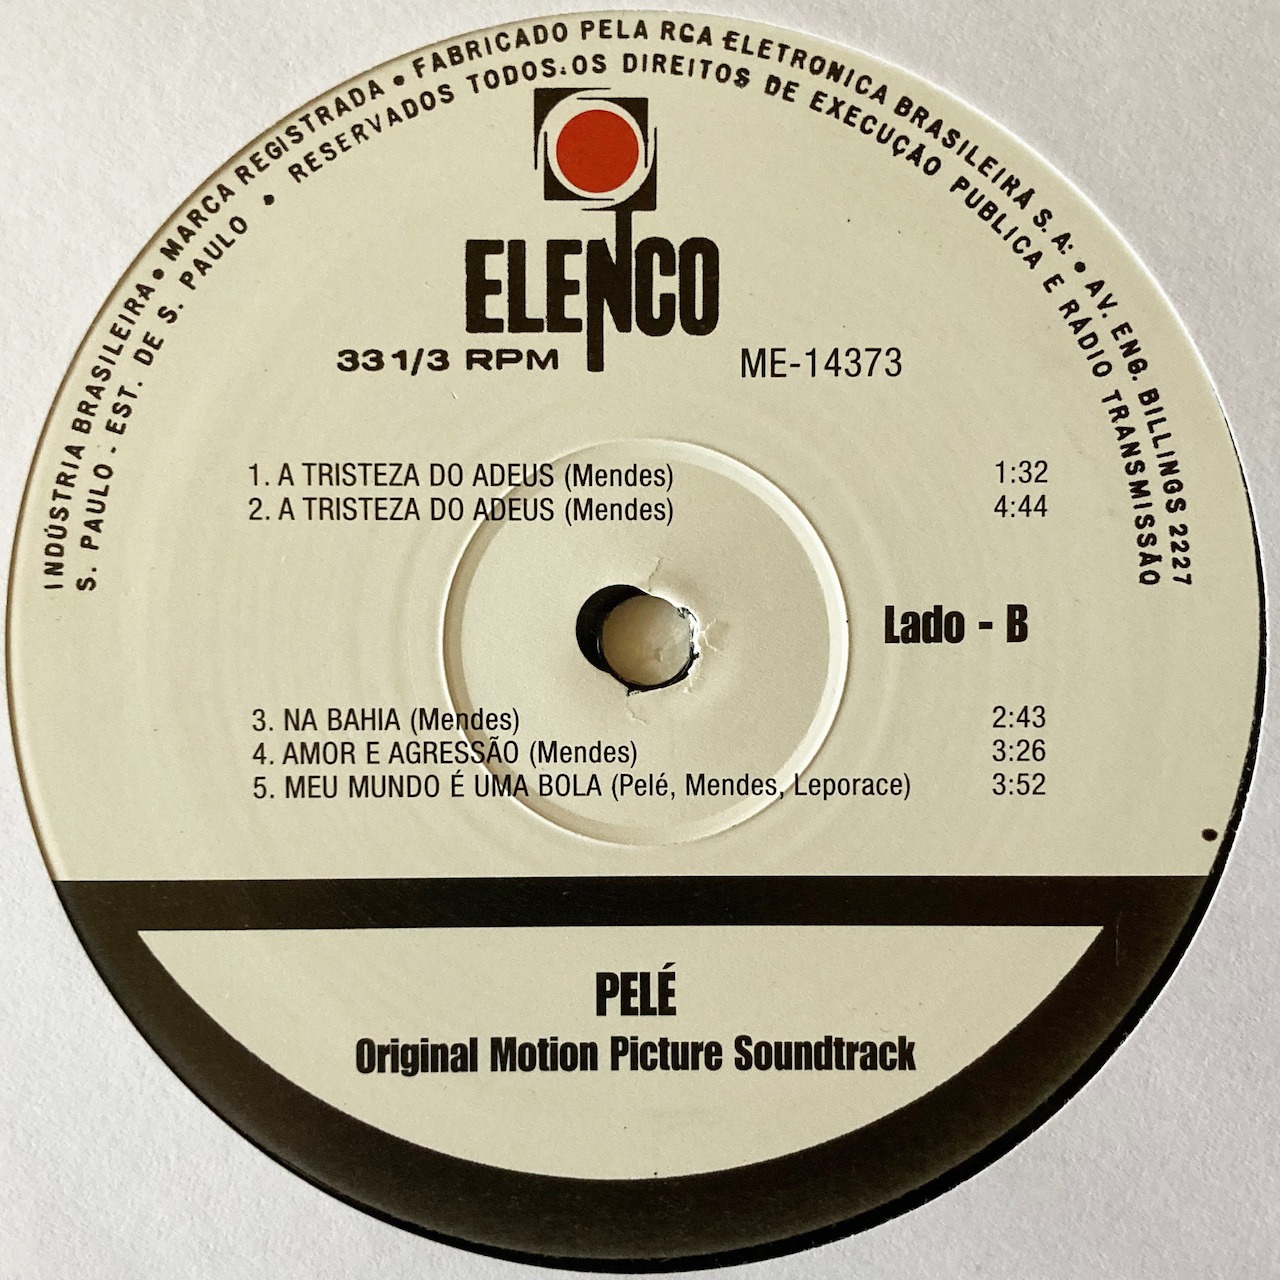 INDÚSTRIA BRASILEIRA • MARCA REGISTRADA • FABRICADO PELA RCA ELETRONICA BRASILEIRA S.A. • AV. ENG. BILLINGS 2227
S. PAULO - EST. DE S. PAULO • RESERVADOS TODOS OS DIREITOS DE EXECUÇÃO PUBLICA E RÁDIO TRANSMISSÃO
ELENCO
33 1/3 RPM ME-14373
1. A TRISTEZA DO ADEUS (Mendes) 1:32
2. A TRISTEZA DO ADEUS (Mendes) 4:44
Lado - B
3. NA BAHIA (Mendes) 2:43
4. AMOR E AGRESSÃO (Mendes) 3:26
5. MEU MUNDO É UMA BOLA (Pelé, Mendes, Leporace) 3:52
PELÉ
Original Motion Picture Soundtrack